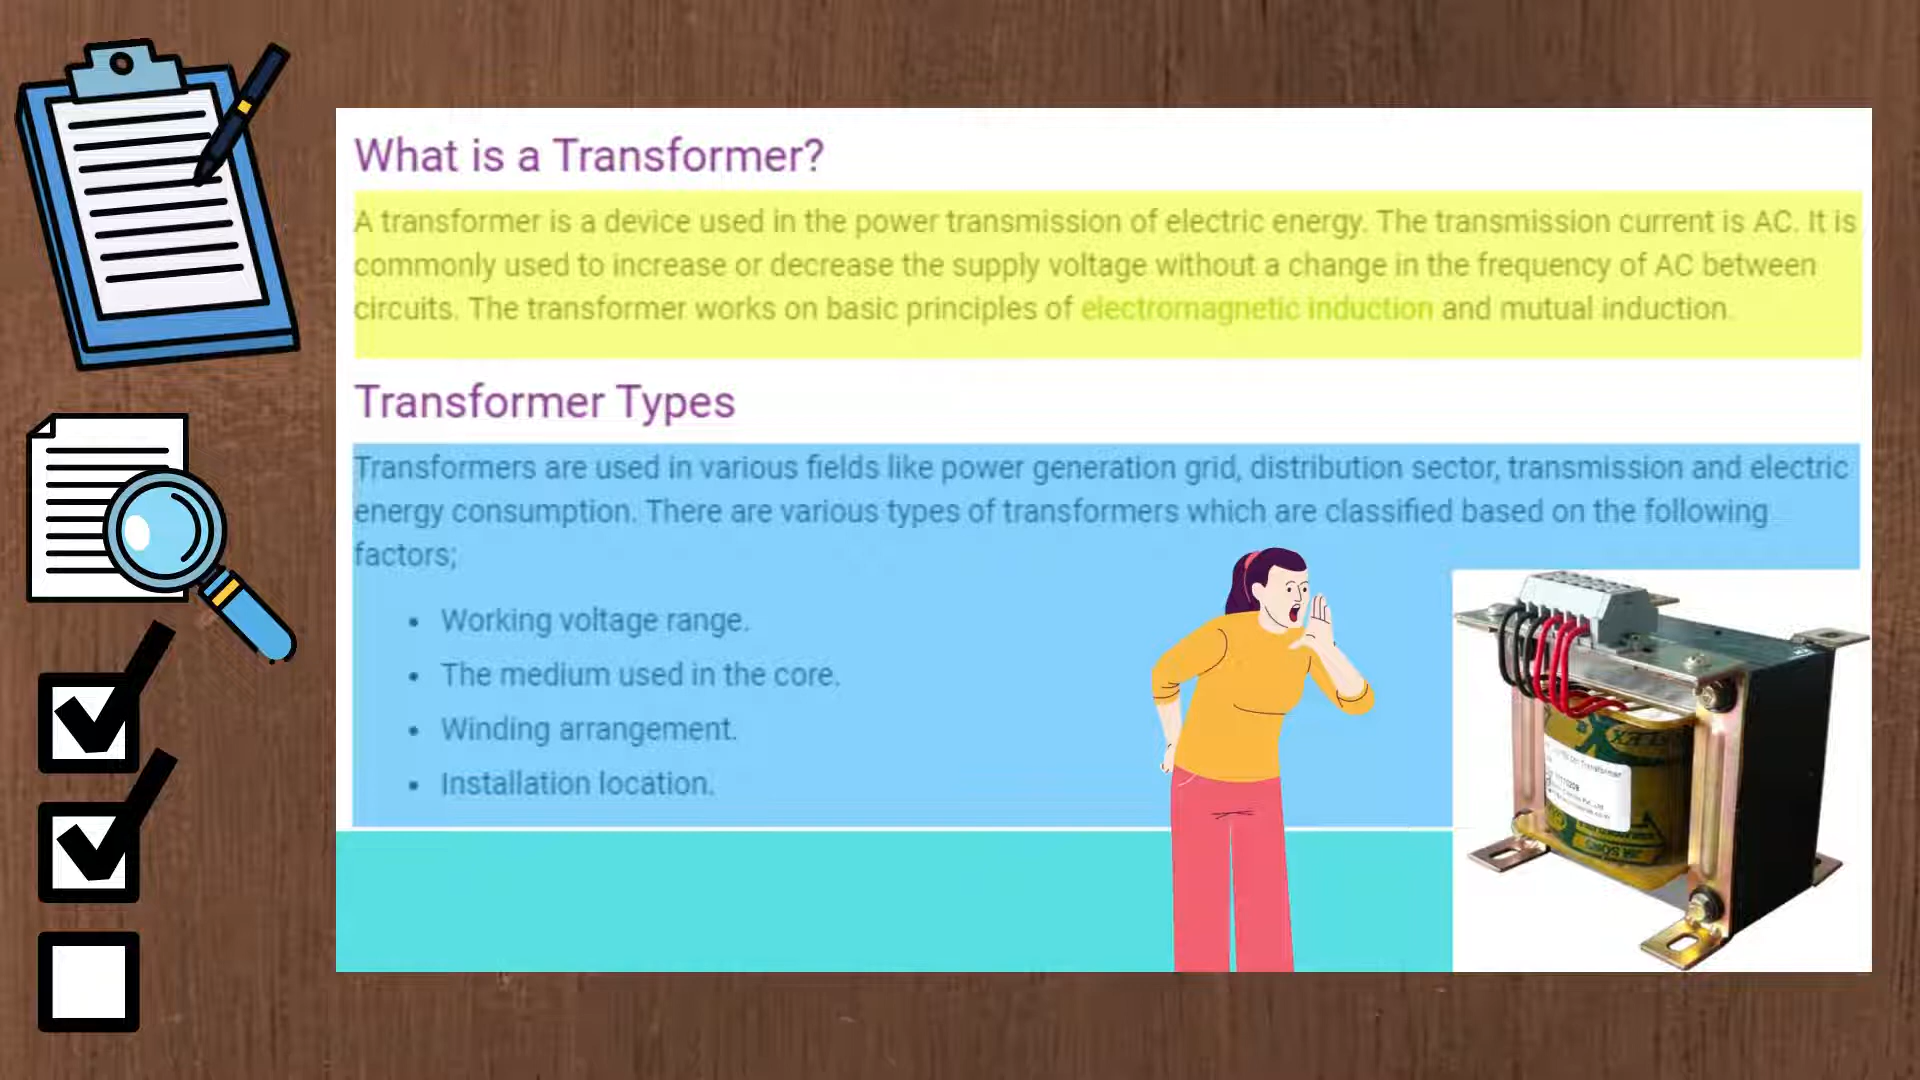 What is a Transformer?
A transformer is a device used in the power transmission of electric energy. The transmission current is AC. It is
commonly used to increase or decrease the supply voltage without a change in the frequency of AC between
circuits. The transformer works on basic principles of electromagnetic induction and mutual induction.
Transformer Types
Transformers are used in various fields like power generation grid, distribution sector, transmission and electric
energy consumption. There are various types of transformers which are classified based on the following
factors;
• Working voltage range.
• The medium used in the core.
• Winding arrangement.
• Installation location.
Transformer